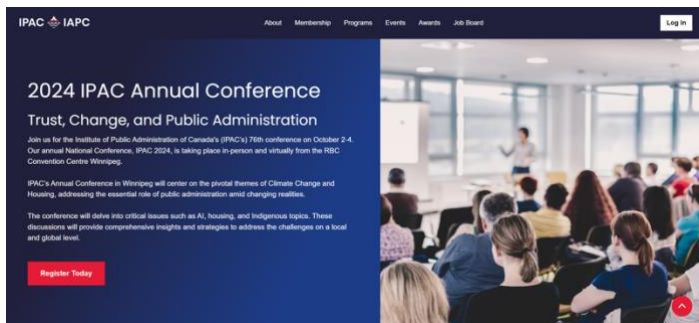 IPAC IAPC
About Membership Programs Events Awards Job Board
Log in
2024 IPAC Annual Conference
Trust, Change, and Public Administration
Join us for the Institute of Public Administration of Canada's (IPAC's) 76th conference on October 2-4.
Our annual National Conference, IPAC 2024, is taking place in-person and virtually from the RBC
Convention Centre Winnipeg.
IPAC's Annual Conference in Winnipeg will center on the pivotal themes of Climate Change and
Housing, addressing the essential role of public administration amid changing realities.
The conference will delve into critical issues such as AI, housing, and Indigenous topics. These
discussions will provide comprehensive insights and strategies to address the challenges on a local
and global level.
Register Today